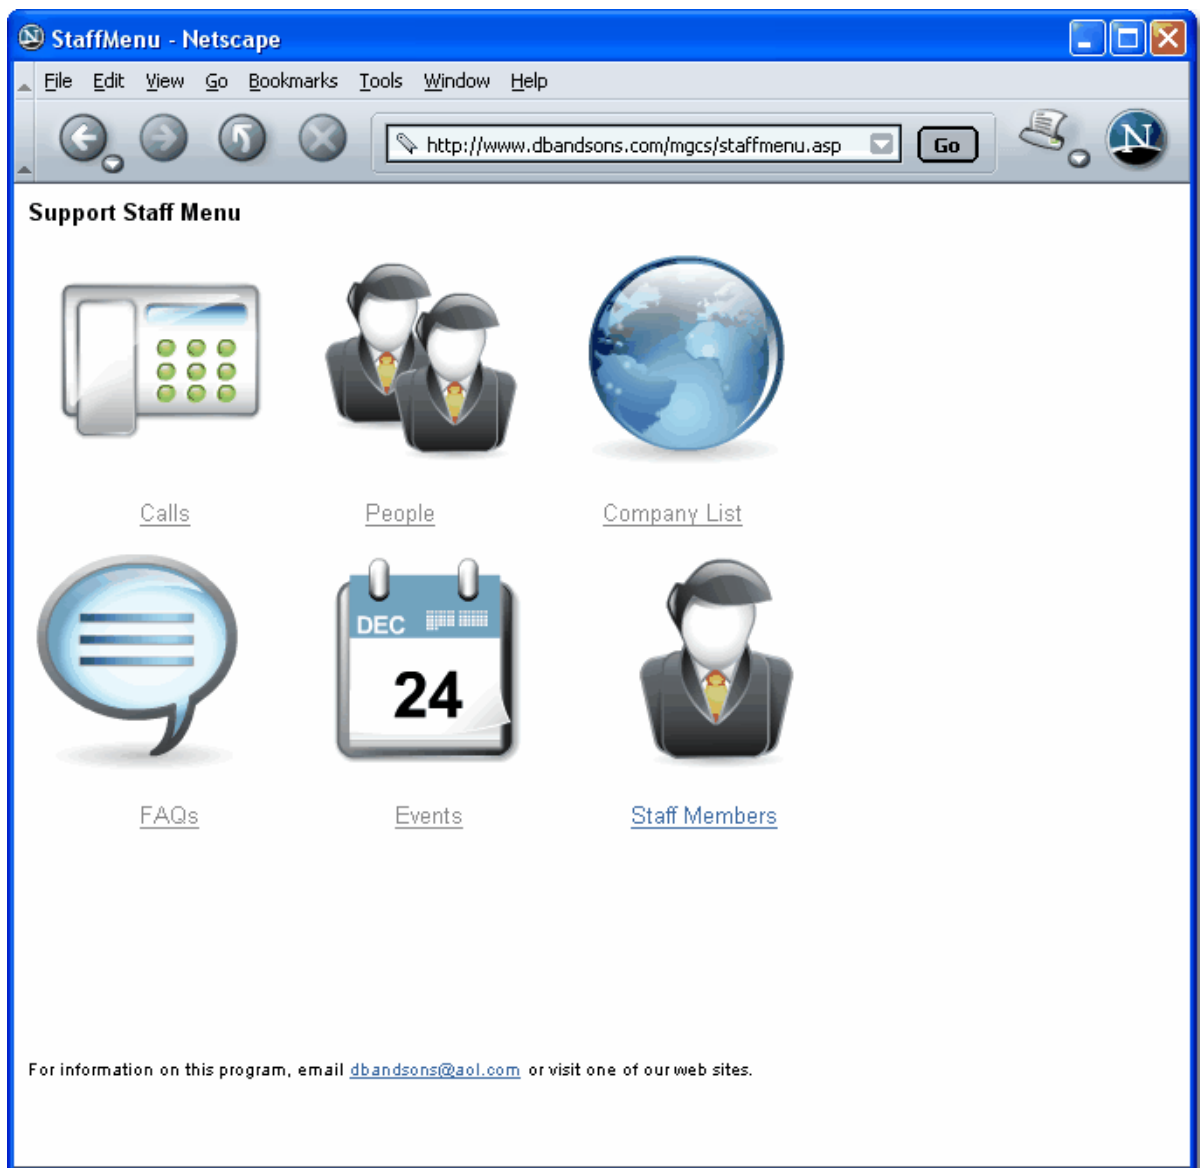 StaffMenu - Netscape
File Edit View Go Bookmarks Tools Window Help
http://www.dbandsons.com/mgcs/staffmenu.asp Go N
Support Staff Menu
Calls People Company List
DEC
24
FAQs Events Staff Members
For information on this program, email dbandsons@aol.com or visit one of our web sites.